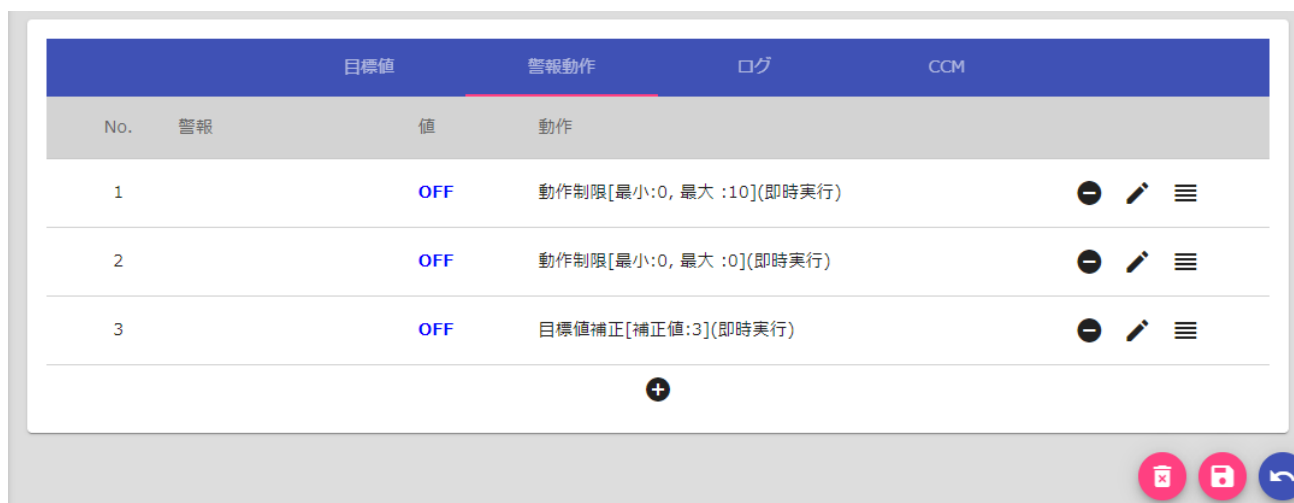 目標値 警報動作 ログ CCM
No. 警報 値 動作
1 OFF 動作制限[最小:0, 最大 :10](即時実行)
2 OFF 動作制限[最小:0, 最大 :0](即時実行)
3 OFF 目標値補正[補正値:3](即時実行)